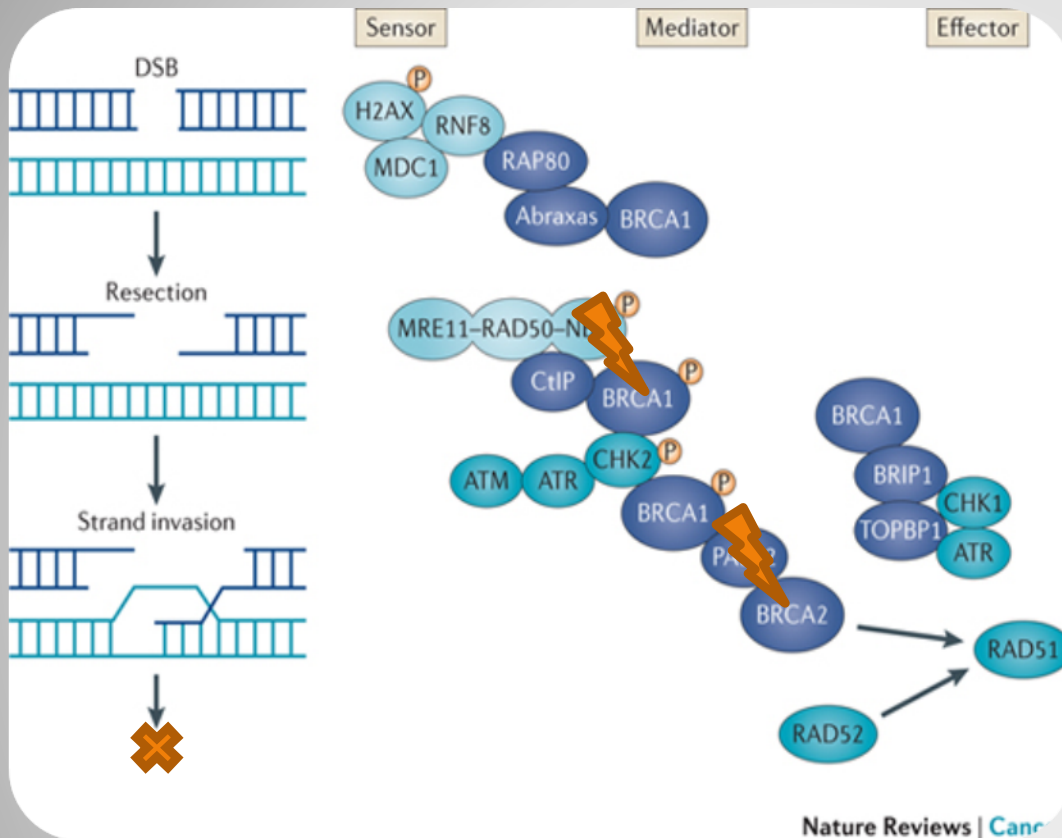 Sensor
Mediator
Effector
DSB
P
H2AX
RNF8
MDC1
RAP80
Abraxas
BRCA1
Resection
P
MRE11–RAD50–
P
CtIP
BRCA1
BRCA1
P
CHK2
BRIP1
ATM
ATR
P
CHK1
BRCA1
Strand invasion
TOPBP1
ATR
BRCA2
RAD51
RAD52
Nature Reviews |